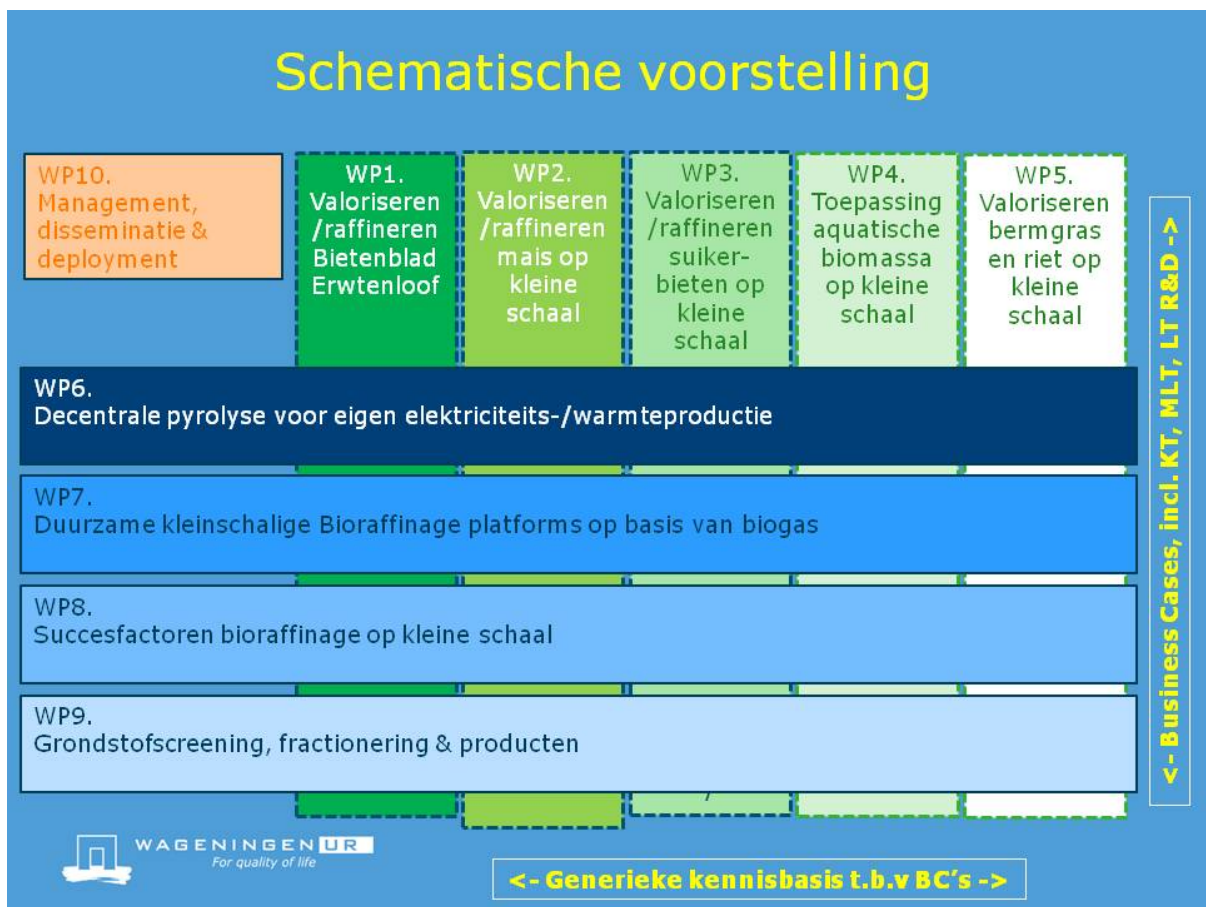 Schematische voorstelling
WP10.
Management,
disseminatie &
deployment
WP1.
Valoriseren
/raffineren
Bietenblad
Erwtenloof
WP2.
Valoriseren
/raffineren
mais op
kleine
schaal
WP3.
Valoriseren
/raffineren
suiker-
bieten op
kleine
schaal
WP4.
Toepassing
aquatische
biomassa
op kleine
schaal
WP5.
Valoriseren
bermgras
en riet op
kleine
schaal
WP6.
Decentrale pyrolyse voor eigen elektriciteits-/warmteproductie
WP7.
Duurzame kleinschalige Bioraffinage platforms op basis van biogas
WP8.
Succesfactoren bioraffinage op kleine schaal
WP9.
Grondstofscreening, fractionering & producten
<- Business Cases, incl. KT, MLT, LT R&D ->
WAGENINGEN UR
For quality of life
<- Generieke kennisbasis t.b.v BC's ->